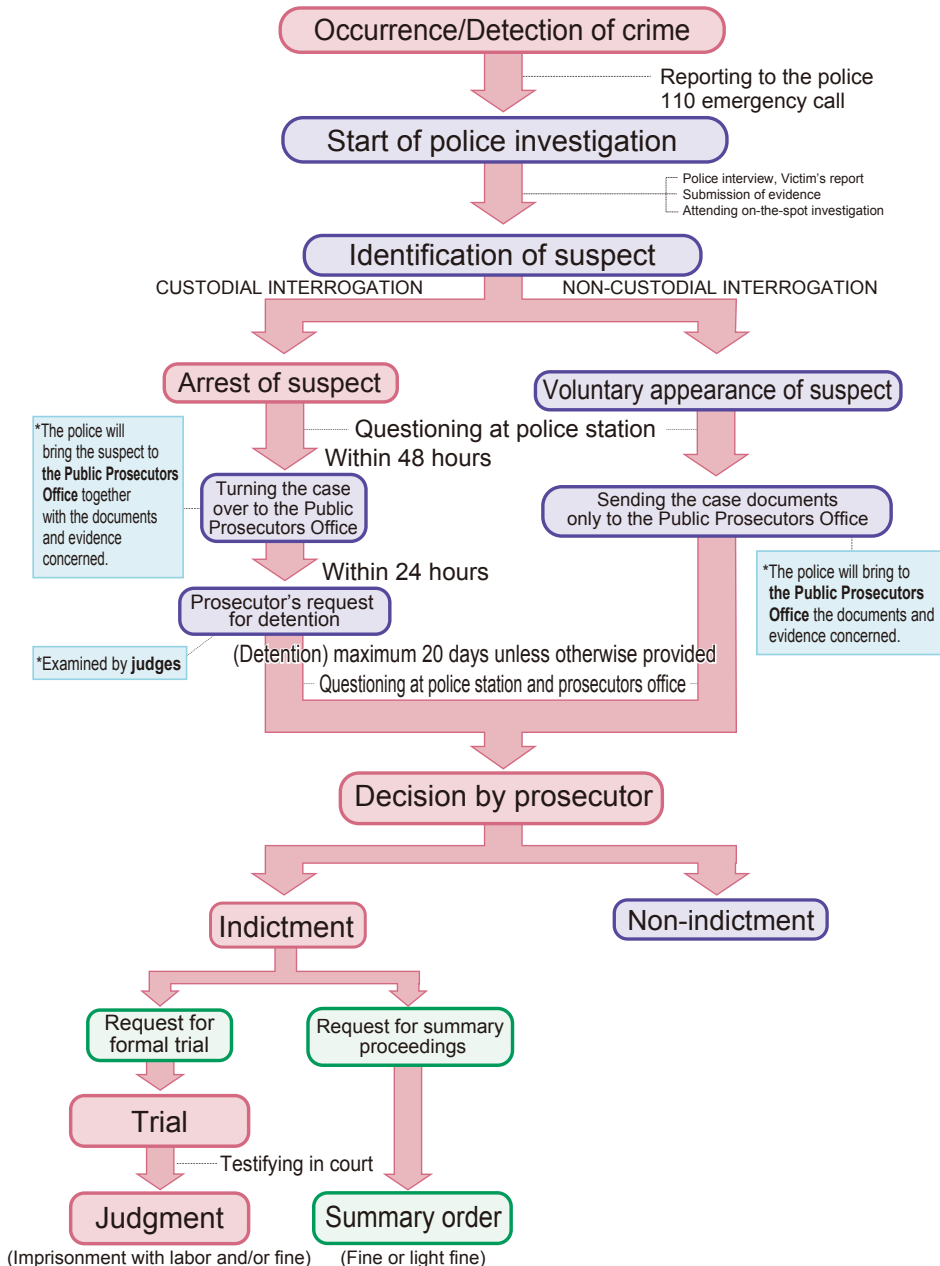 Occurrence/Detection of crime
Reporting to the police
110 emergency call
Start of police investigation
Police interview, Victim's report
Submission of evidence
Attending on-the-spot investigation
Identification of suspect
CUSTODIAL INTERROGATION
NON-CUSTODIAL INTERROGATION
Arrest of suspect
Voluntary appearance of suspect
Questioning at police station
*The police will
bring the suspect to
the Public Prosecutors
Office together
with the documents
and evidence
concerned.
Within 48 hours
Turning the case
over to the Public
Prosecutors Office
Sending the case documents
only to the Public Prosecutors Office
Within 24 hours
*The police will bring to
the Public Prosecutors
Office the documents and
evidence concerned.
Prosecutor's request
for detention
*Examined by judges
(Detention) maximum 20 days unless otherwise provided
Questioning at police station and prosecutors office
Decision by prosecutor
Indictment
Non-indictment
Request for
formal trial
Request for summary
proceedings
Trial
Testifying in court
Judgment
Summary order
(Imprisonment with labor and/or fine)
(Fine or light fine)